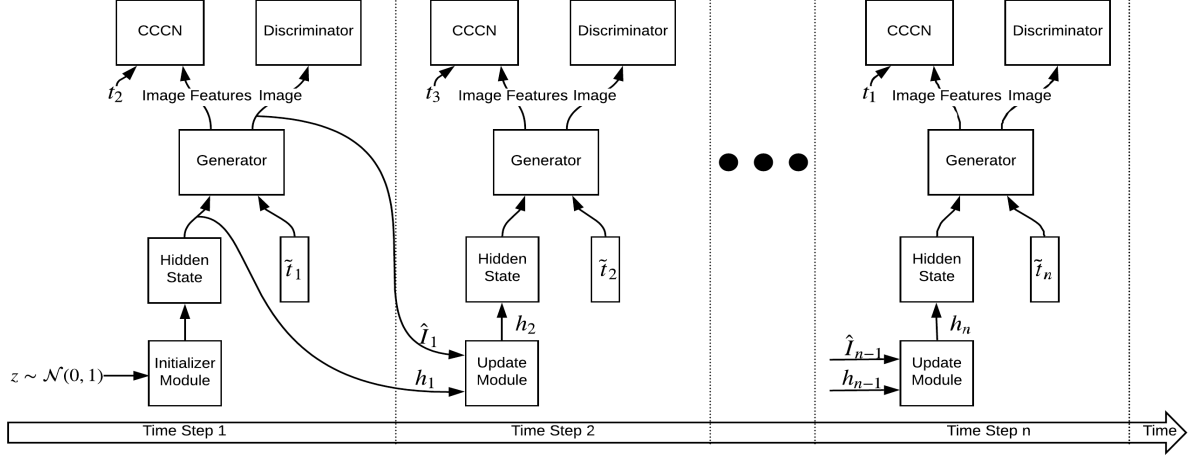 CCCN Discriminator CCCN Discriminator CCCN Discriminator
t₂ Image Features Image t₃ Image Features Image t₁ Image Features Image
Generator Generator Generator
Hidden
State
t̃₁
Hidden
State
t̃₂
Hidden
State
t̃ₙ
z ∼ 𝒩(0, 1)
Initializer
Module
Î₁
h₁
h₂
Update
Module
Îₙ₋₁
hₙ₋₁
hₙ
Update
Module
Time Step 1 Time Step 2 Time Step n Time